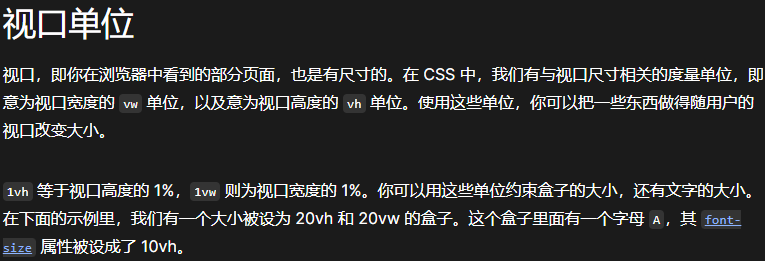 视口单位
视口，即你在浏览器中看到的部分页面，也是有尺寸的。在 CSS 中，我们有与视口尺寸相关的度量单位，即
意为视口宽度的 vw 单位，以及意为视口高度的 vh 单位。使用这些单位，你可以把一些东西做得随用户的
视口改变大小。
1vh 等于视口高度的 1%，1vw 则为视口宽度的 1%。你可以用这些单位约束盒子的大小，还有文字的大小。
在下面的示例里，我们有一个大小被设为 20vh 和 20vw 的盒子。这个盒子里面有一个字母 A，其 font-
size 属性被设成了 10vh。